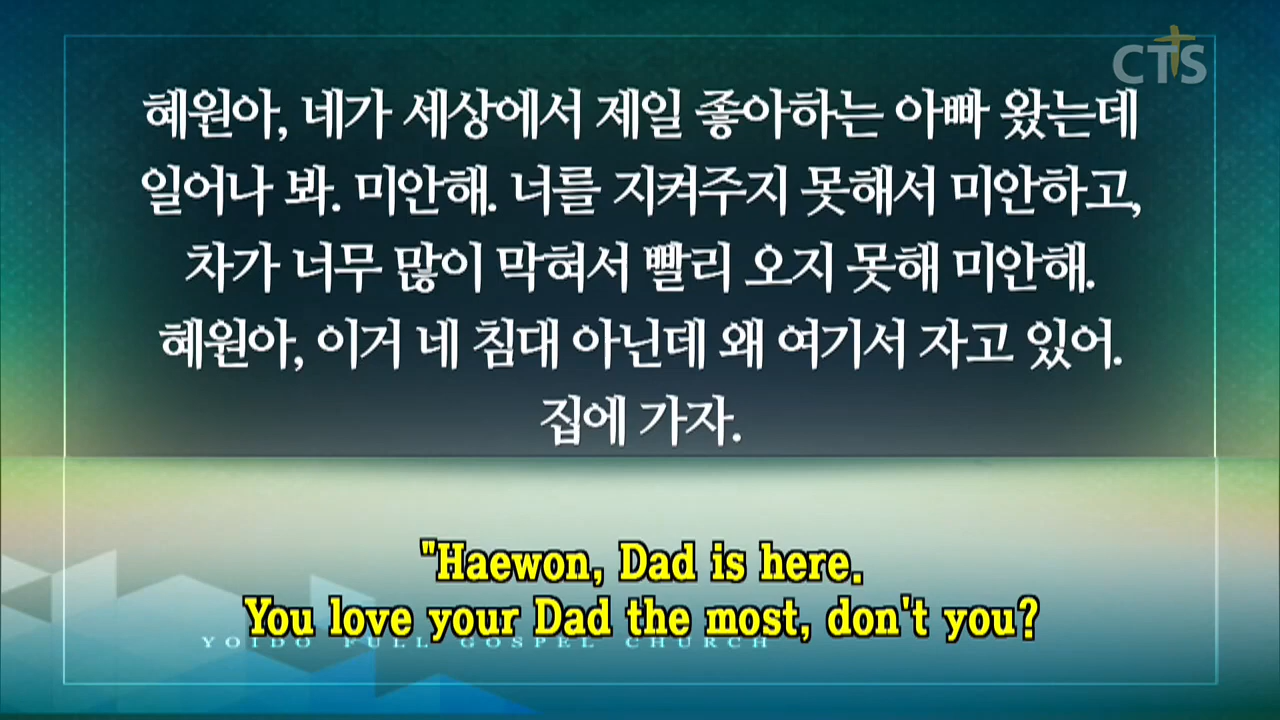 CTS
혜원아, 네가 세상에서 제일 좋아하는 아빠 왔는데
일어나 봐. 미안해. 너를 지켜주지 못해서 미안하고,
차가 너무 많이 막혀서 빨리 오지 못해 미안해.
혜원아, 이거 네 침대 아닌데 왜 여기서 자고 있어.
집에 가자.
"Haewon, Dad is here.
You love your Dad the most, don't you?
YOIDO FULL GOSPEL CHURCH